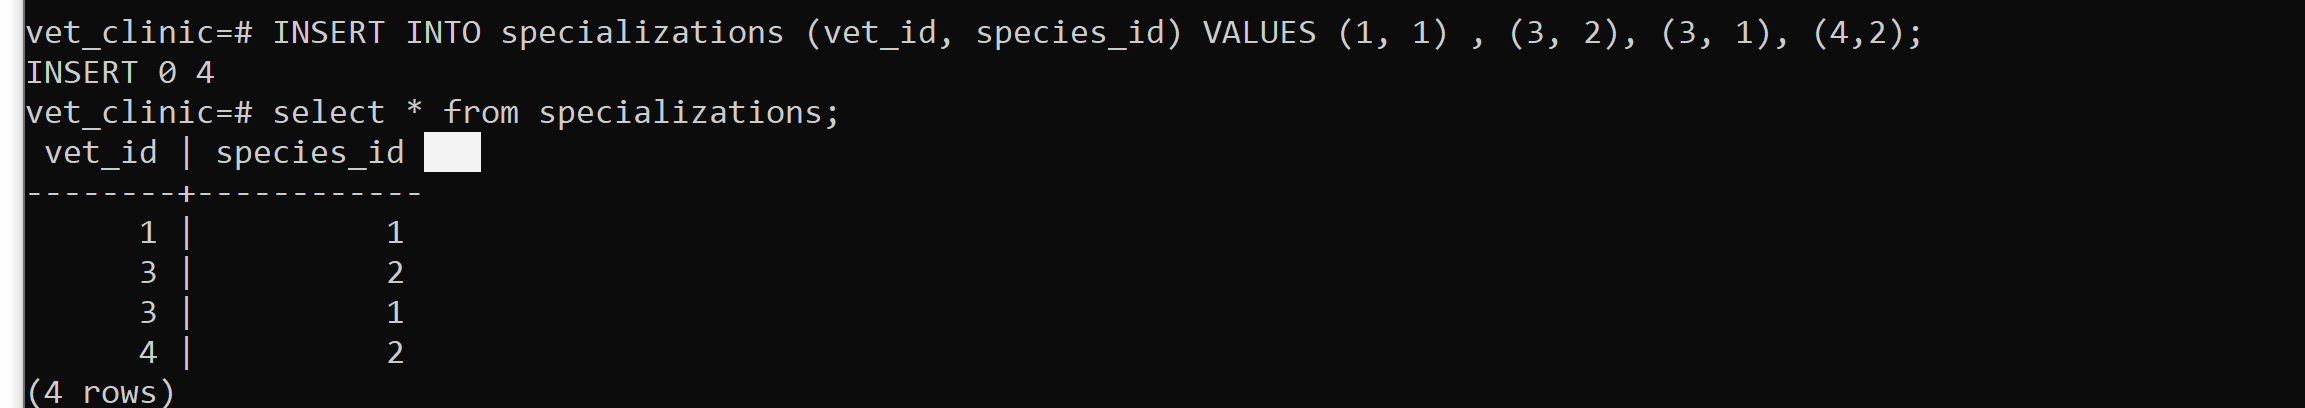 vet_clinic=# INSERT INTO specializations (vet_id, species_id) VALUES (1, 1) , (3, 2), (3, 1), (4,2);
INSERT 0 4
vet_clinic=# select * from specializations;
 vet_id | species_id
--------+------------
      1 |          1
      3 |          2
      3 |          1
      4 |          2
(4 rows)